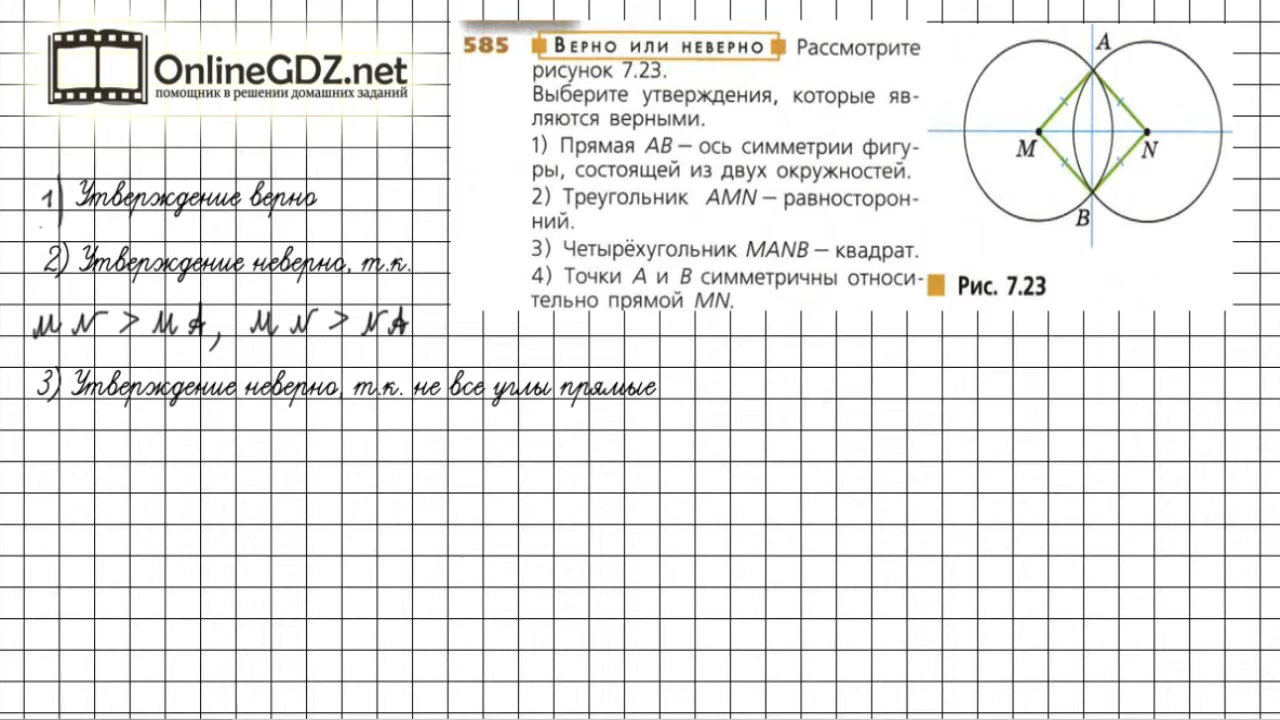 OnlineGDZ.net
помощник в решении домашних заданий
585 ВЕРНО ИЛИ НЕВЕРНО Рассмотрите
рисунок 7.23.
Выберите утверждения, которые яв-
ляются верными.
1) Прямая AB – ось симметрии фигу-
ры, состоящей из двух окружностей.
2) Треугольник AMN – равносторон-
ний.
3) Четырёхугольник MANB – квадрат.
4) Точки A и B симметричны относи-
тельно прямой MN.
A
M
N
B
Рис. 7.23
1) Утверждение верно
2) Утверждение неверно, т.к.
MN > MA, MN > NA
3) Утверждение неверно, т.к. не все углы прямые